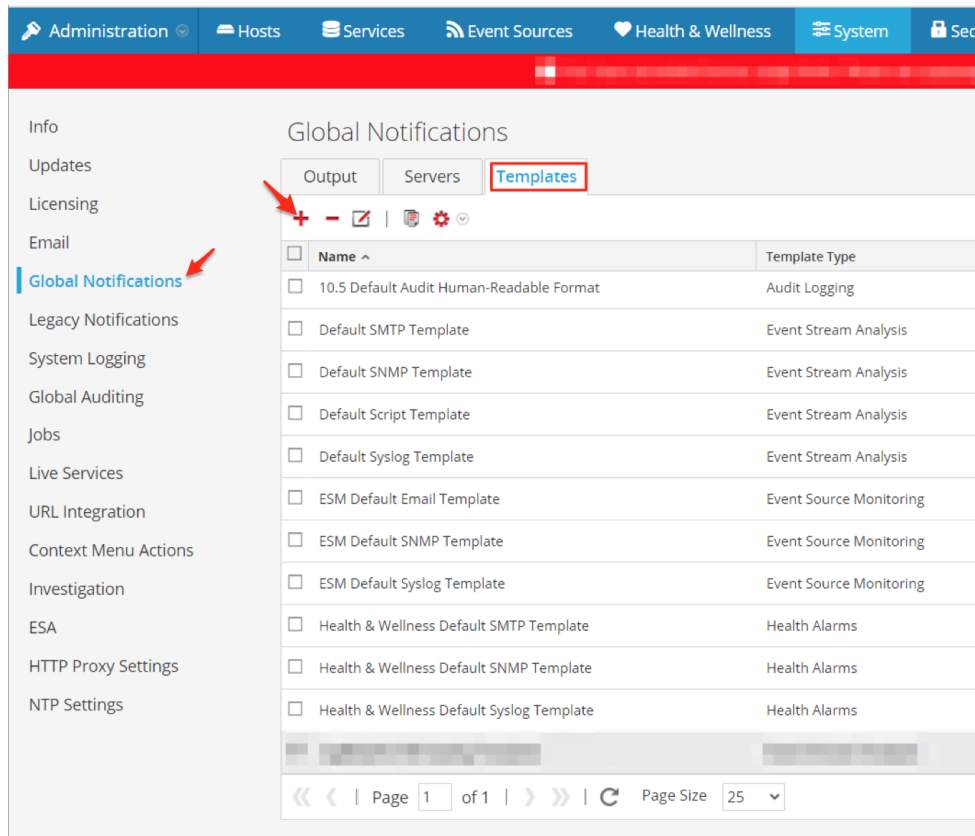 Administration Hosts Services Event Sources Health & Wellness System Sec
Info
Updates
Licensing
Email
Global Notifications
Legacy Notifications
System Logging
Global Auditing
Jobs
Live Services
URL Integration
Context Menu Actions
Investigation
ESA
HTTP Proxy Settings
NTP Settings
Global Notifications
Output Servers Templates
Name Template Type
10.5 Default Audit Human-Readable Format Audit Logging
Default SMTP Template Event Stream Analysis
Default SNMP Template Event Stream Analysis
Default Script Template Event Stream Analysis
Default Syslog Template Event Stream Analysis
ESM Default Email Template Event Source Monitoring
ESM Default SNMP Template Event Source Monitoring
ESM Default Syslog Template Event Source Monitoring
Health & Wellness Default SMTP Template Health Alarms
Health & Wellness Default SNMP Template Health Alarms
Health & Wellness Default Syslog Template Health Alarms
Page 1 of 1 Page Size 25